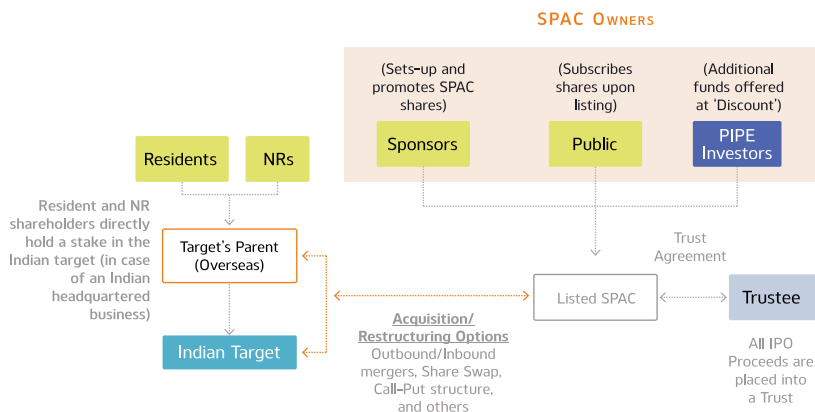 SPAC OWNERS
(Sets-up and
promotes SPAC
shares)
(Subscribes
shares upon
listing)
(Additional
funds offered
at 'Discount')
Sponsors
Public
PIPE
Investors
Residents
NRs
Resident and NR
shareholders directly
hold a stake in the
Indian target (in case
of an Indian
headquartered
business)
Target's Parent
(Overseas)
Indian Target
Acquisition/
Restructuring Options
Outbound/Inbound
mergers, Share Swap,
Call-Put structure,
and others
Listed SPAC
Trust
Agreement
Trustee
All IPO
Proceeds are
placed into
a Trust